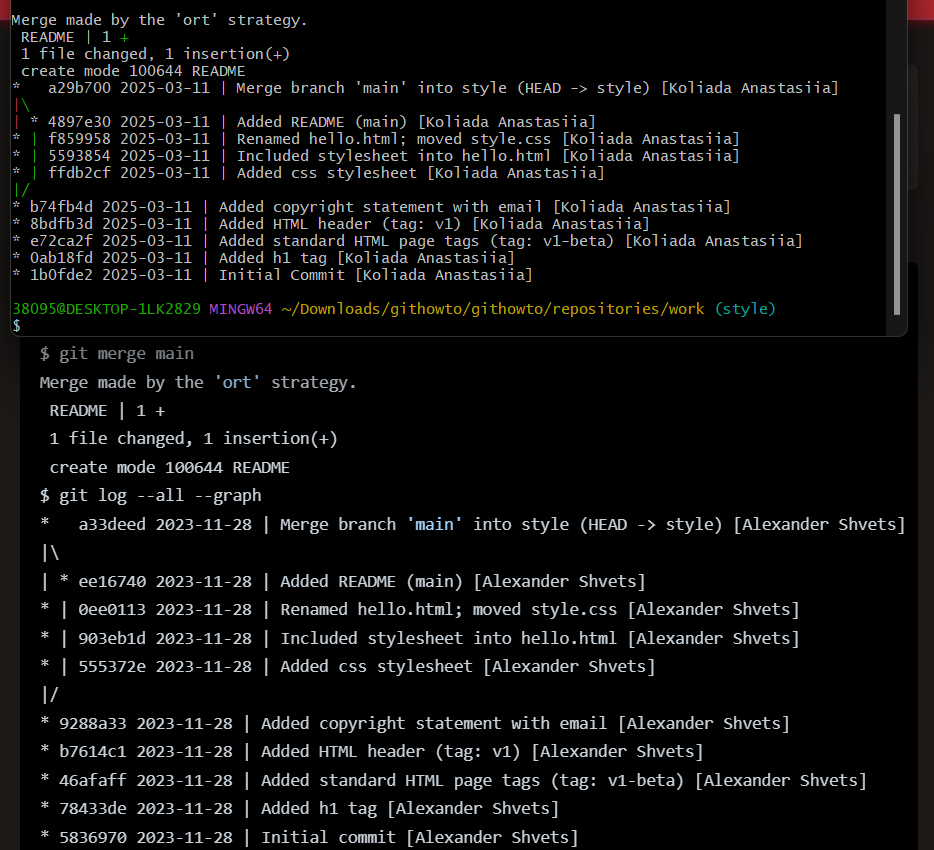 Merge made by the 'ort' strategy.
 README | 1 +
 1 file changed, 1 insertion(+)
 create mode 100644 README
*   a29b700 2025-03-11 | Merge branch 'main' into style (HEAD -> style) [Koliada Anastasiia]
|\
| * 4897e30 2025-03-11 | Added README (main) [Koliada Anastasiia]
* | f859958 2025-03-11 | Renamed hello.html; moved style.css [Koliada Anastasiia]
* | 5593854 2025-03-11 | Included stylesheet into hello.html [Koliada Anastasiia]
* | ffdb2cf 2025-03-11 | Added css stylesheet [Koliada Anastasiia]
|/
* b74fb4d 2025-03-11 | Added copyright statement with email [Koliada Anastasiia]
* 8bdfb3d 2025-03-11 | Added HTML header (tag: v1) [Koliada Anastasiia]
* e72ca2f 2025-03-11 | Added standard HTML page tags (tag: v1-beta) [Koliada Anastasiia]
* 0ab18fd 2025-03-11 | Added h1 tag [Koliada Anastasiia]
* 1b0fde2 2025-03-11 | Initial Commit [Koliada Anastasiia]
38095@DESKTOP-1LK2829 MINGW64 ~/Downloads/githowto/githowto/repositories/work (style)
$
$ git merge main
Merge made by the 'ort' strategy.
 README | 1 +
 1 file changed, 1 insertion(+)
 create mode 100644 README
$ git log --all --graph
*   a33deed 2023-11-28 | Merge branch 'main' into style (HEAD -> style) [Alexander Shvets]
|\
| * ee16740 2023-11-28 | Added README (main) [Alexander Shvets]
* | 0ee0113 2023-11-28 | Renamed hello.html; moved style.css [Alexander Shvets]
* | 903eb1d 2023-11-28 | Included stylesheet into hello.html [Alexander Shvets]
* | 555372e 2023-11-28 | Added css stylesheet [Alexander Shvets]
|/
* 9288a33 2023-11-28 | Added copyright statement with email [Alexander Shvets]
* b7614c1 2023-11-28 | Added HTML header (tag: v1) [Alexander Shvets]
* 46afaff 2023-11-28 | Added standard HTML page tags (tag: v1-beta) [Alexander Shvets]
* 78433de 2023-11-28 | Added h1 tag [Alexander Shvets]
* 5836970 2023-11-28 | Initial commit [Alexander Shvets]